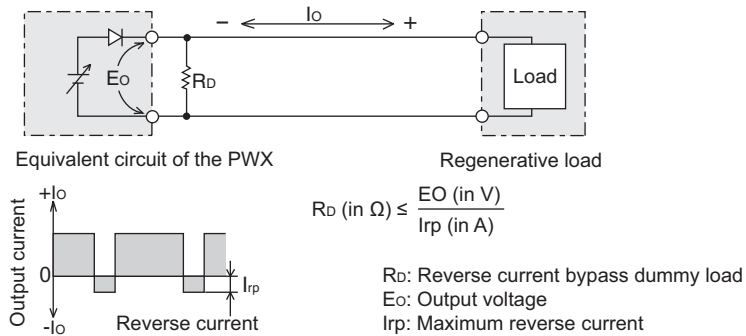 − IO +
EO
RD
Load
Equivalent circuit of the PWX
Regenerative load
+IO
Output current
0
-IO
Irp
Reverse current
RD (in Ω) ≤ EO (in V)
Irp (in A)
RD: Reverse current bypass dummy load
EO: Output voltage
Irp: Maximum reverse current